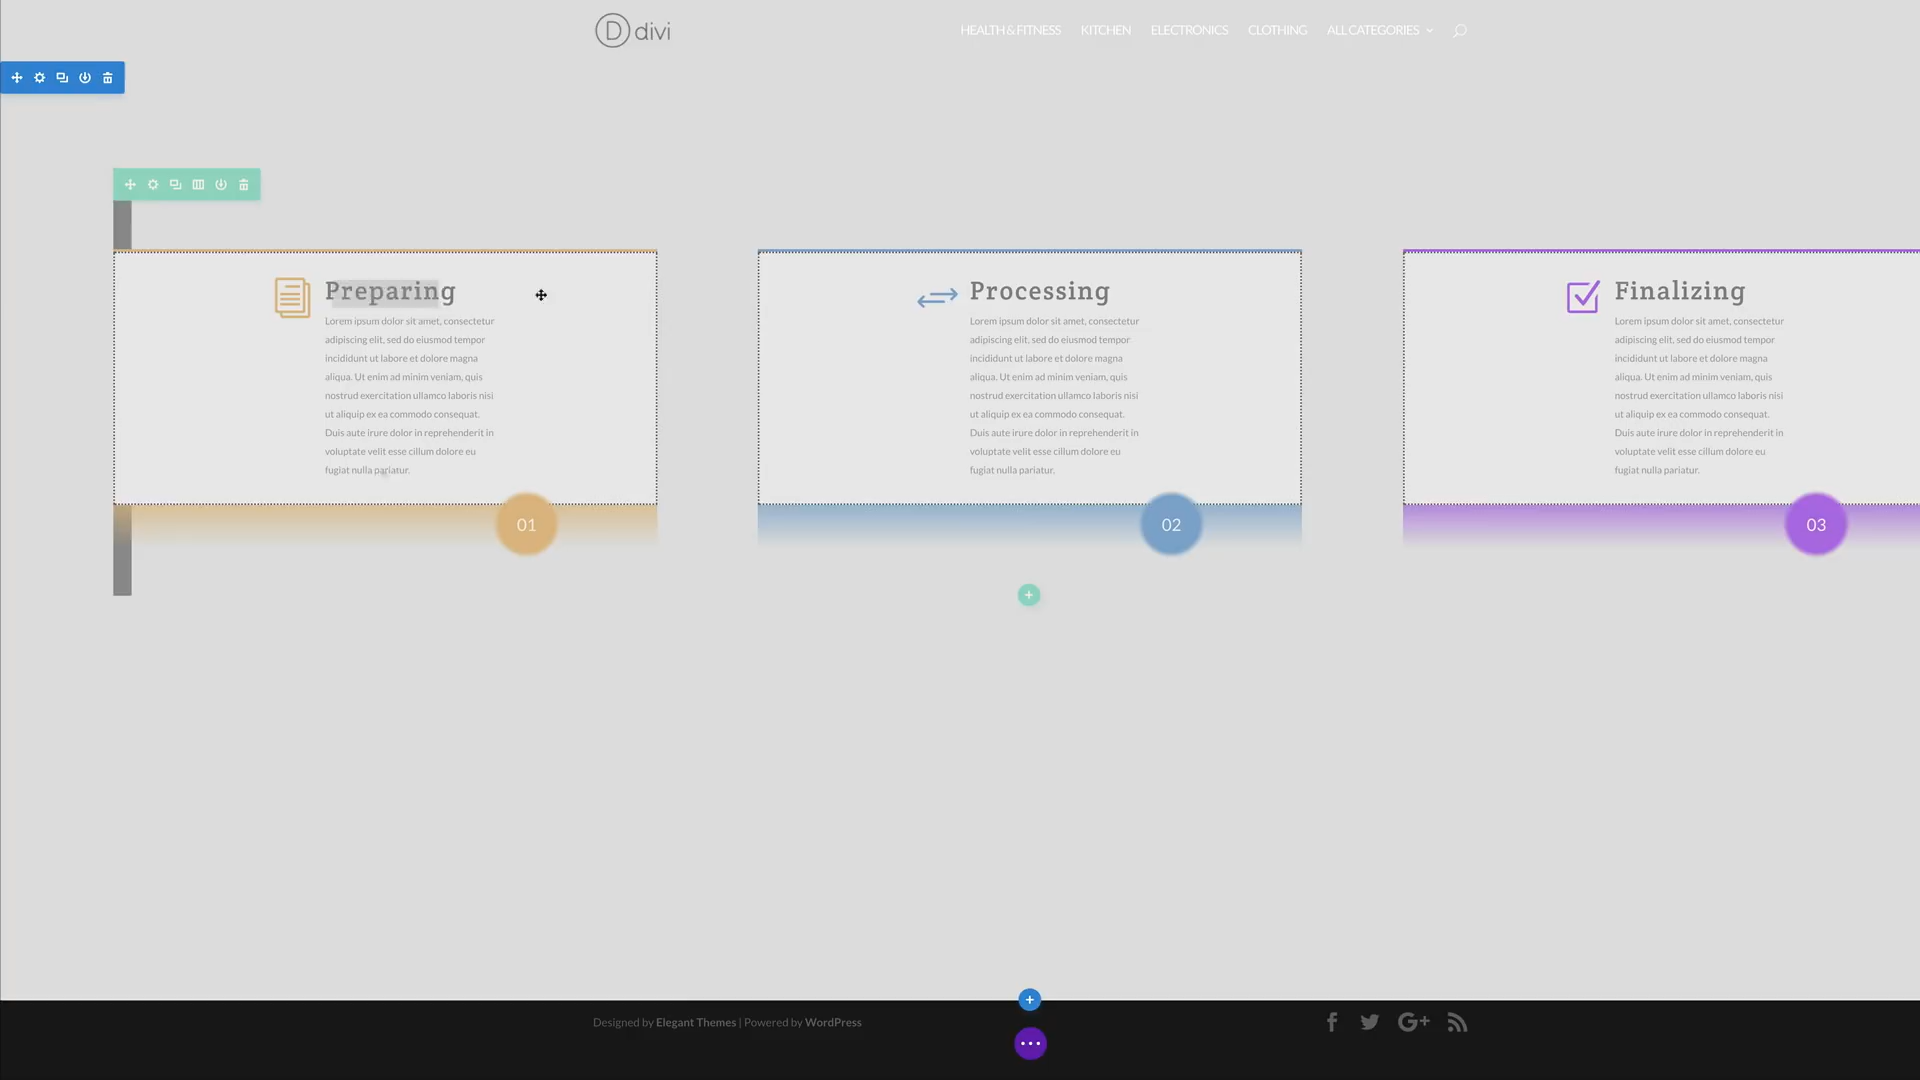 divi
HEALTH & FITNESS KITCHEN ELECTRONICS CLOTHING ALL CATEGORIES
Preparing
Lorem ipsum dolor sit amet, consectetur
adipiscing elit, sed do eiusmod tempor
incididunt ut labore et dolore magna
aliqua. Ut enim ad minim veniam, quis
nostrud exercitation ullamco laboris nisi
ut aliquip ex ea commodo consequat.
Duis aute irure dolor in reprehenderit in
voluptate velit esse cillum dolore eu
fugiat nulla pariatur.
01
Processing
Lorem ipsum dolor sit amet, consectetur
adipiscing elit, sed do eiusmod tempor
incididunt ut labore et dolore magna
aliqua. Ut enim ad minim veniam, quis
nostrud exercitation ullamco laboris nisi
ut aliquip ex ea commodo consequat.
Duis aute irure dolor in reprehenderit in
voluptate velit esse cillum dolore eu
fugiat nulla pariatur.
02
Finalizing
Lorem ipsum dolor sit amet, consectetur
adipiscing elit, sed do eiusmod tempor
incididunt ut labore et dolore magna
aliqua. Ut enim ad minim veniam, quis
nostrud exercitation ullamco laboris nisi
ut aliquip ex ea commodo consequat.
Duis aute irure dolor in reprehenderit in
voluptate velit esse cillum dolore eu
fugiat nulla pariatur.
03
Designed by Elegant Themes | Powered by WordPress